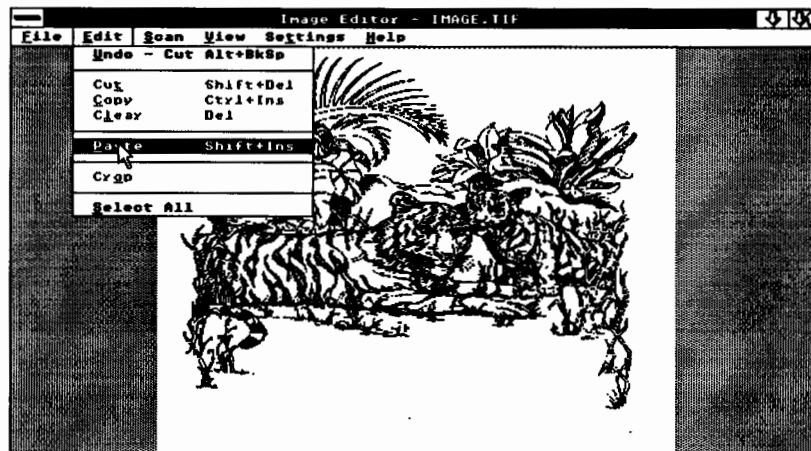 Image Editor - IMAGE.TIF
File Edit Scan View Settings Help
Undo - Cut Alt+BkSp
Cut Shift+Del
Copy Ctrl+Ins
Clear Del
Paste Shift+Ins
Crop
Select All